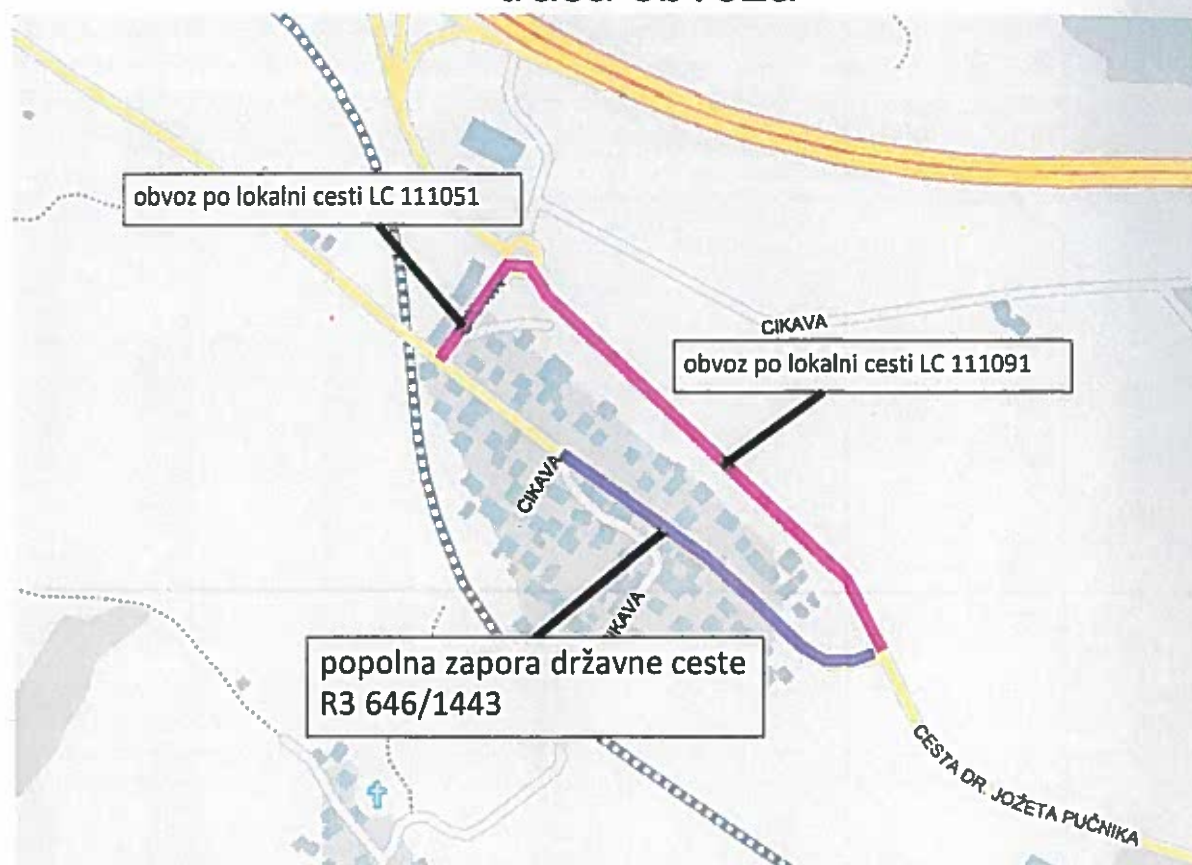 obvoz po lokalni cesti LC 111051
CIKAVA
obvoz po lokalni cesti LC 111091
CIKAVA
popolna zapora državne ceste
R3 646/1443
CESTA DR. JOŽETA PUČNIKA